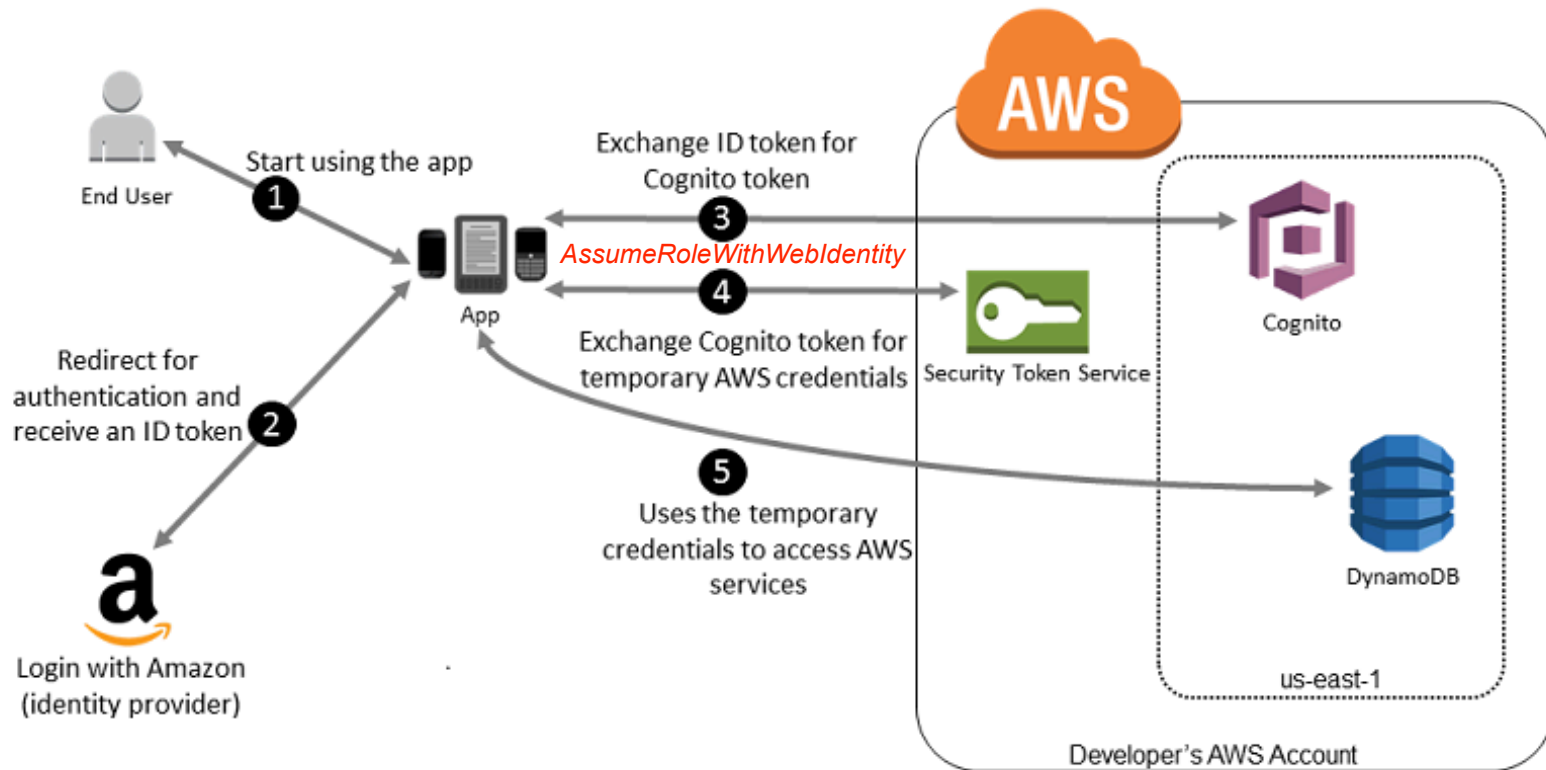 AWS
End User
Start using the app
1
Exchange ID token for
Cognito token
3
AssumeRoleWithWebIdentity
4
App
Exchange Cognito token for
temporary AWS credentials
Security Token Service
Cognito
Redirect for
authentication and
receive an ID token
2
5
Uses the temporary
credentials to access AWS
services
DynamoDB
a
Login with Amazon
(identity provider)
us-east-1
Developer's AWS Account